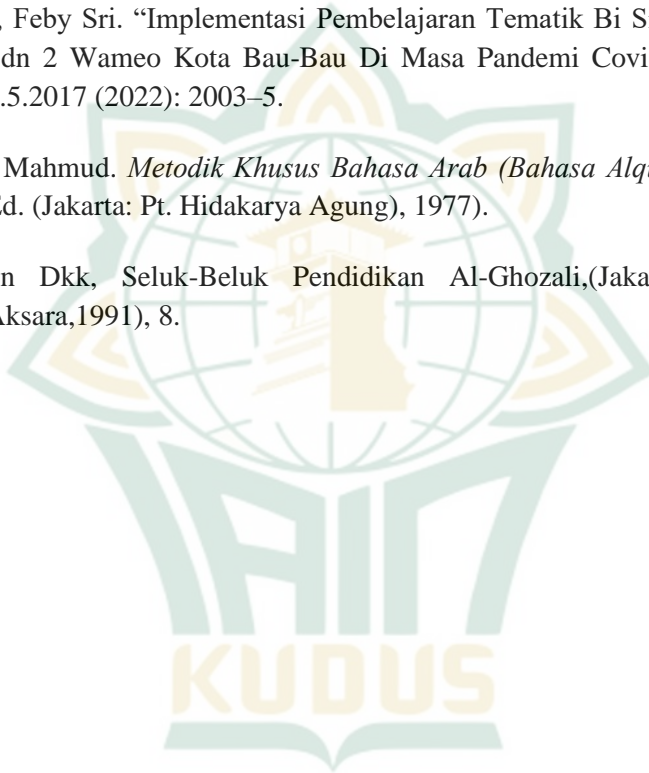 , Feby Sri. “Implementasi Pembelajaran Tematik Bi S
dn 2 Wameo Kota Bau-Bau Di Masa Pandemi Covi
.5.2017 (2022): 2003–5.
Mahmud. Metodik Khusus Bahasa Arab (Bahasa Alq
Ed. (Jakarta: Pt. Hidakarya Agung), 1977).
n Dkk, Seluk-Beluk Pendidikan Al-Ghozali,(Jaka
Aksara,1991), 8.
IAIN
KUDUS